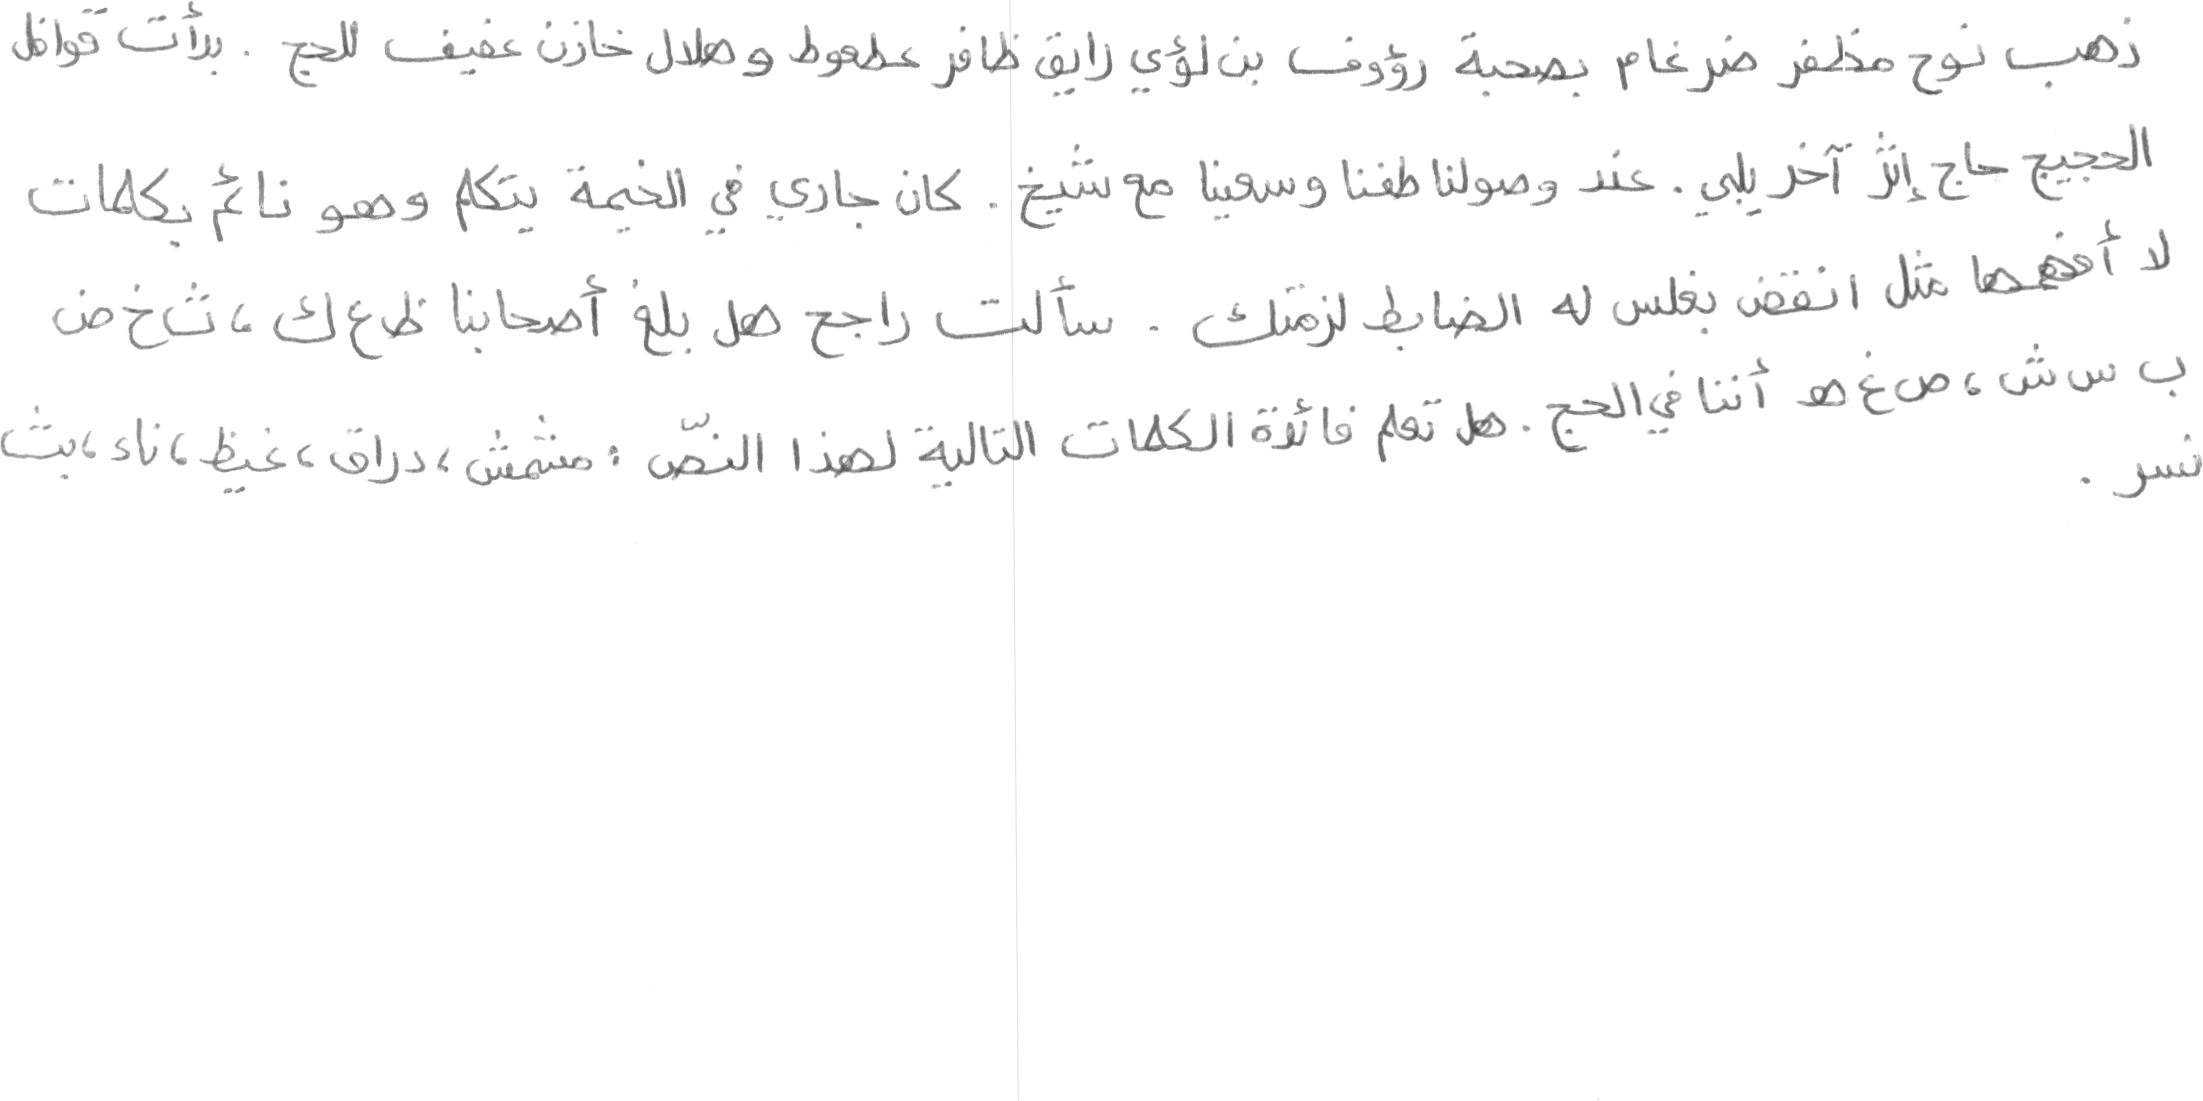 ذهب نوح مظفر ضرغام بصحبة رؤوف بن لؤي رايق ظافر عطعوط و هلال خازن عفيف للحج . بدأت قوافل
الحجيج حاج إثر آخر يلبي . عند وصولنا طفنا وسعينا مع شيخ . كان جاري في الخيمة يتكلم وهو نائم بكلمات
لا أفهمها مثل انقض بغلس له الضابط لزمتك . سألت راجح هل بلغ أصحابنا ظ ع ك ، ث خ ض
ب س ش ، ص غ هـ أننا في الحج . هل تعلم فائدة الكلمات التالية لهذا النصّ : مشمش ، دراق ، غيظ ، ناء ، بث
نسر .